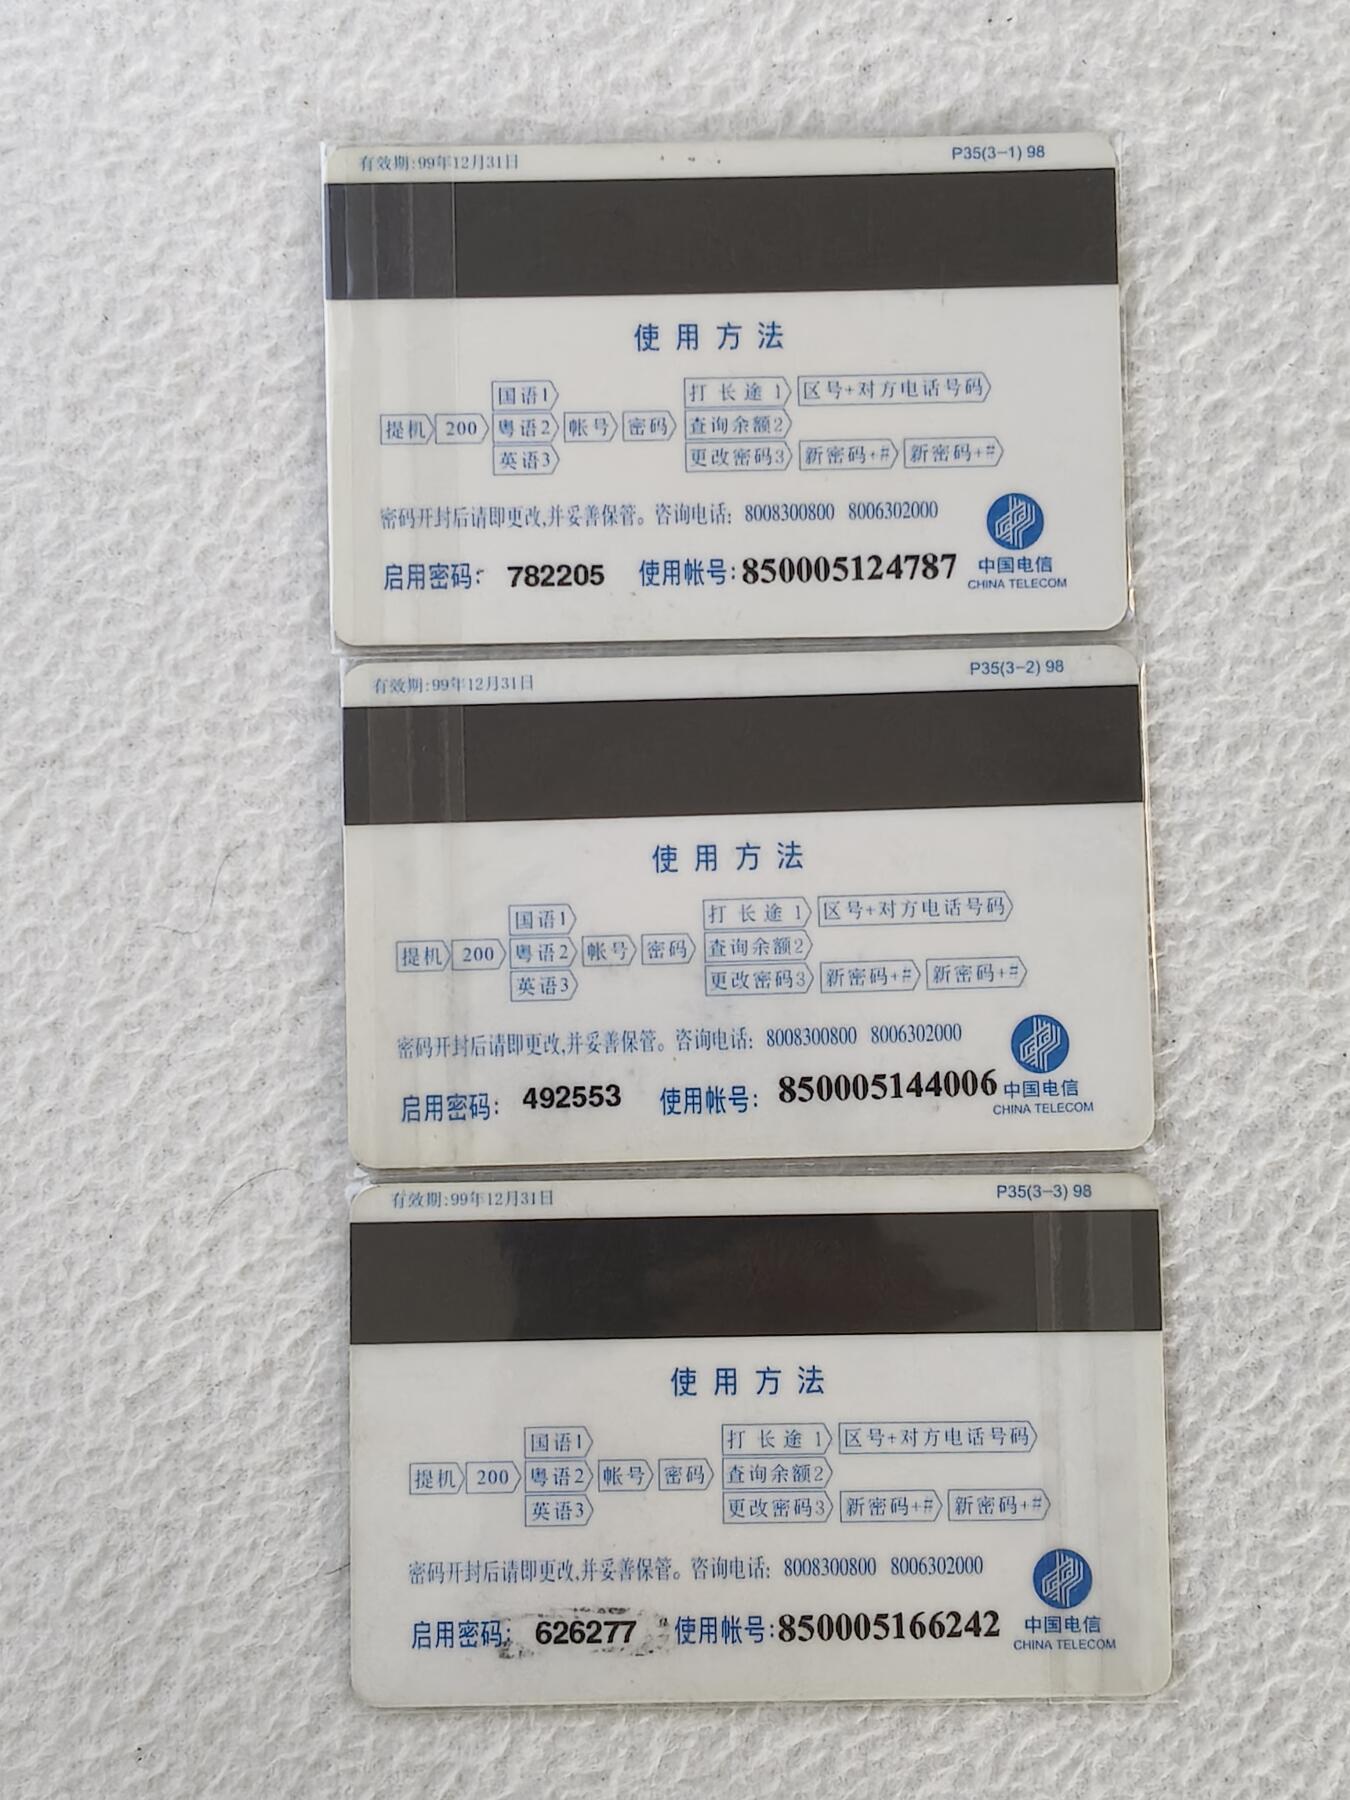 有效期:99年12月31日 P35(3-1) 98
使用方法
国语1 打长途1 区号+对方电话号码
提机 200 粤语2 帐号 密码 查询余额2
英语3 更改密码3 新密码+# 新密码+#
密码开封后请即更改,并妥善保管。咨询电话: 8008300800 8006302000
启用密码: 782205 使用帐号:850005124787 中国电信
CHINA TELECOM
有效期:99年12月31日 P35(3-2) 98
使用方法
国语1 打长途1 区号+对方电话号码
提机 200 粤语2 帐号 密码 查询余额2
英语3 更改密码3 新密码+# 新密码+#
密码开封后请即更改,并妥善保管。咨询电话: 8008300800 8006302000
启用密码: 492553 使用帐号: 850005144006 中国电信
CHINA TELECOM
有效期:99年12月31日 P35(3-3) 98
使用方法
国语1 打长途1 区号+对方电话号码
提机 200 粤语2 帐号 密码 查询余额2
英语3 更改密码3 新密码+# 新密码+#
密码开封后请即更改,并妥善保管。咨询电话: 8008300800 8006302000
启用密码: 626277 使用帐号:850005166242 中国电信
CHINA TELECOM